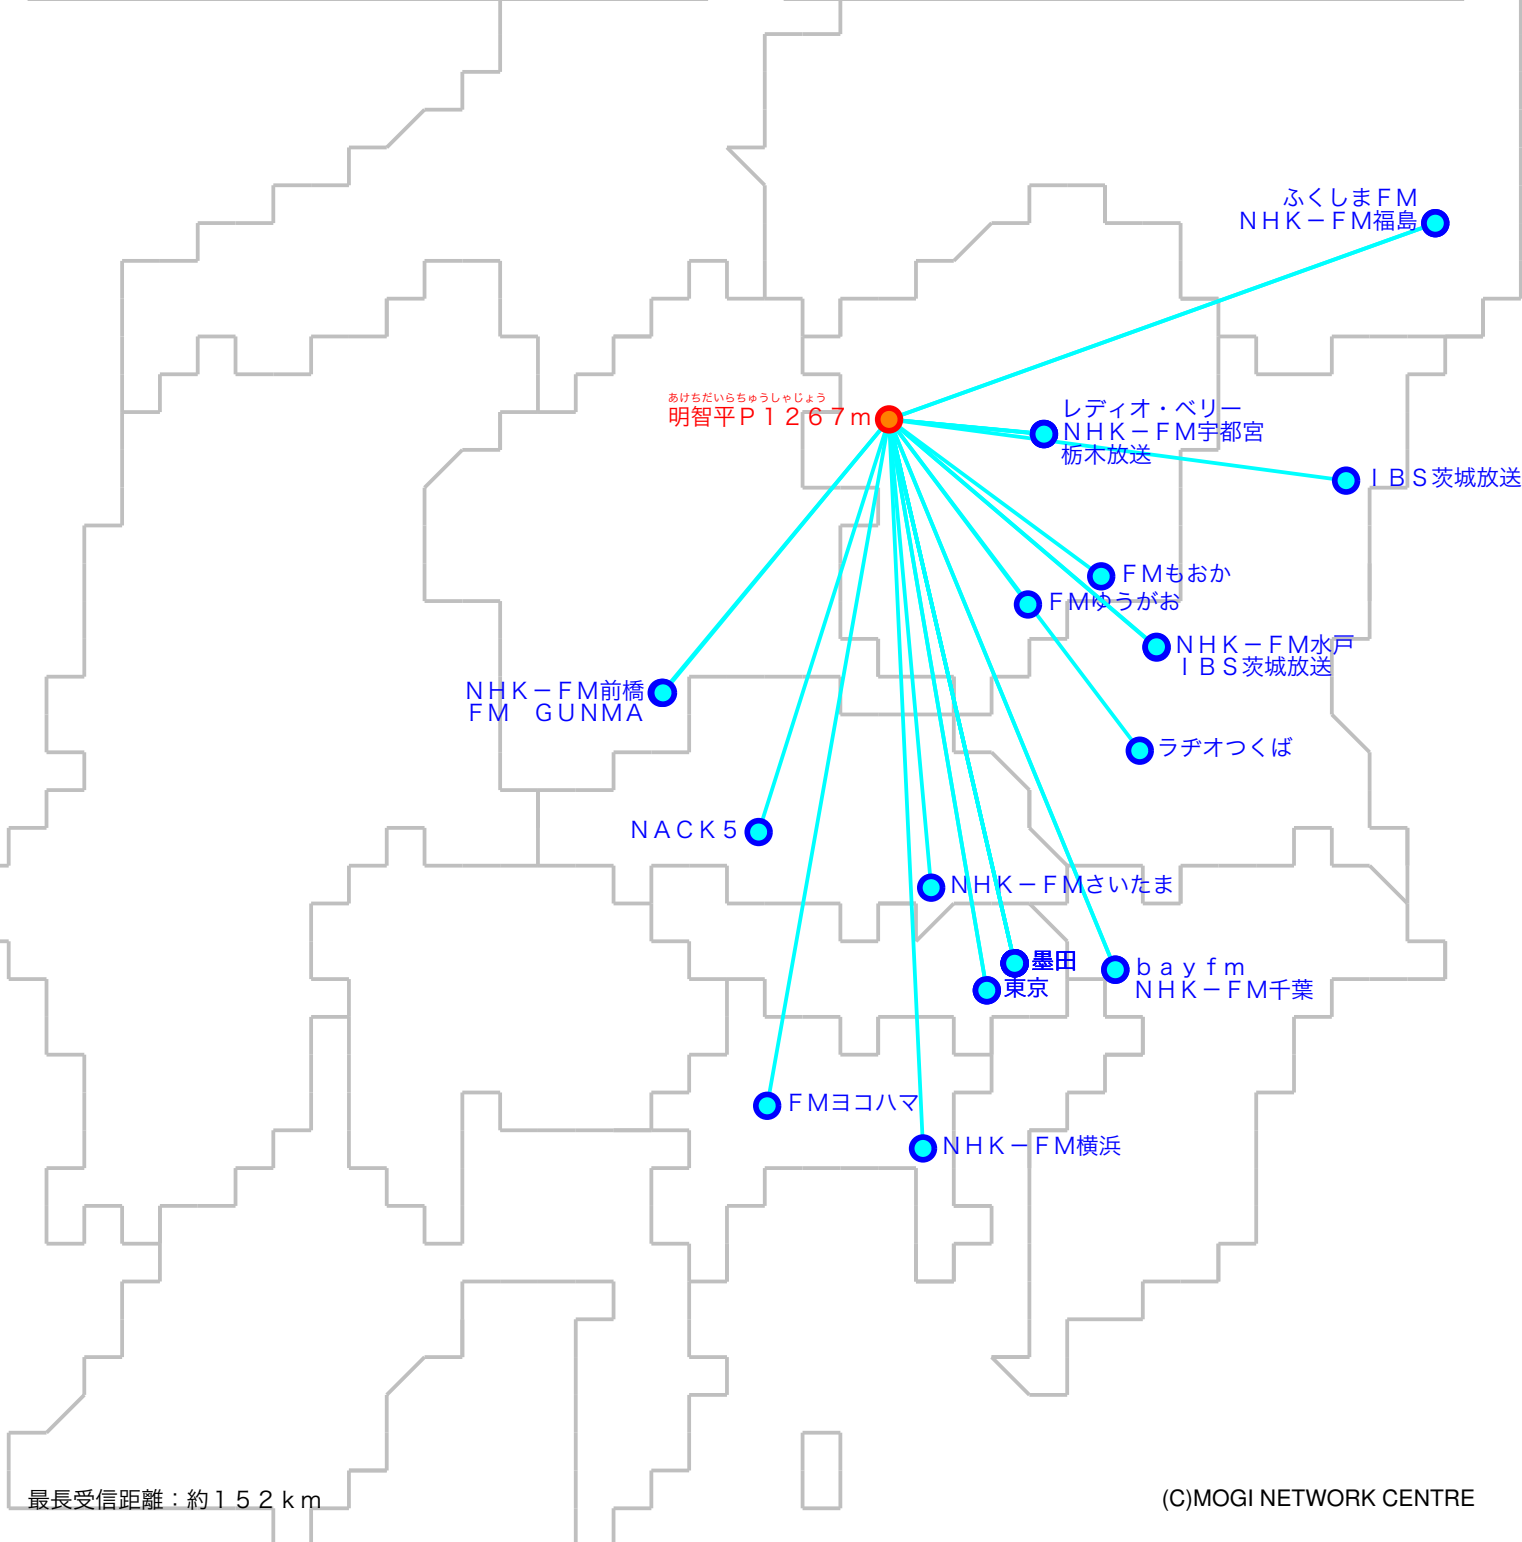 ふくしまＦＭ
ＮＨＫ－ＦＭ福島
あけちだいらちゅうしゃじょう
明智平Ｐ１２６７ｍ
レディオ・ベリー
ＮＨＫ－ＦＭ宇都宮
栃木放送
ＩＢＳ茨城放送
ＦＭもおか
ＦＭゆうがお
ＮＨＫ－ＦＭ水戸
ＩＢＳ茨城放送
ＮＨＫ－ＦＭ前橋
ＦＭ　ＧＵＮＭＡ
ラヂオつくば
ＮＡＣＫ５
ＮＨＫ－ＦＭさいたま
墨田
ｂａｙｆｍ
東京
ＮＨＫ－ＦＭ千葉
ＦＭヨコハマ
ＮＨＫ－ＦＭ横浜
最長受信距離：約１５２ｋｍ
(C)MOGI NETWORK CENTRE